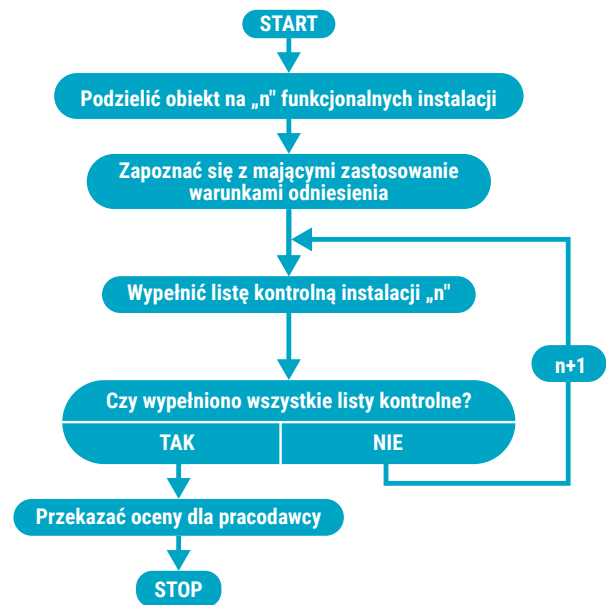 START
Podzielić obiekt na „n" funkcjonalnych instalacji
Zapoznać się z mającymi zastosowanie
warunkami odniesienia
Wypełnić listę kontrolną instalacji „n"
n+1
Czy wypełniono wszystkie listy kontrolne?
TAK
NIE
Przekazać oceny dla pracodawcy
STOP